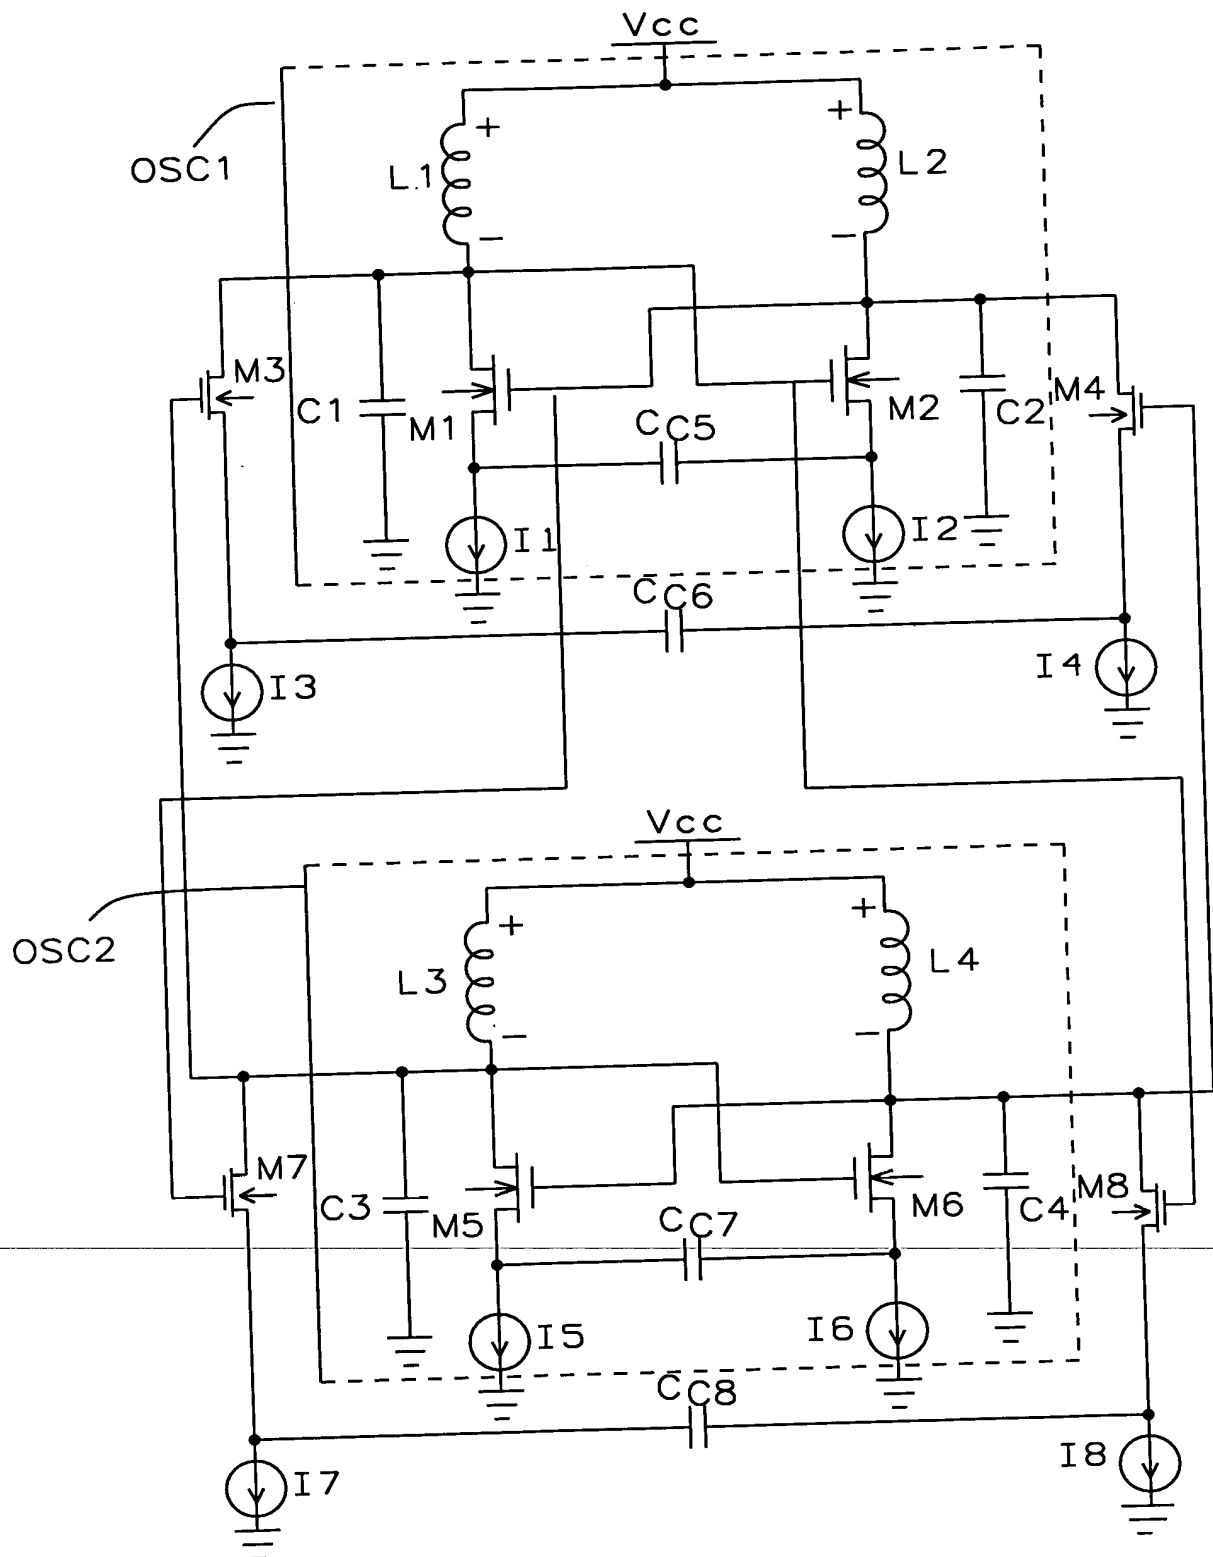 Vcc
OSC1
+
+
L1
L2
−
−
M3
C1
M1
M2
C2
M4
CC5
I1
I2
CC6
I3
I4
Vcc
OSC2
+
+
L3
L4
−
−
M7
C3
M5
M6
C4
M8
CC7
I5
I6
CC8
I7
I8